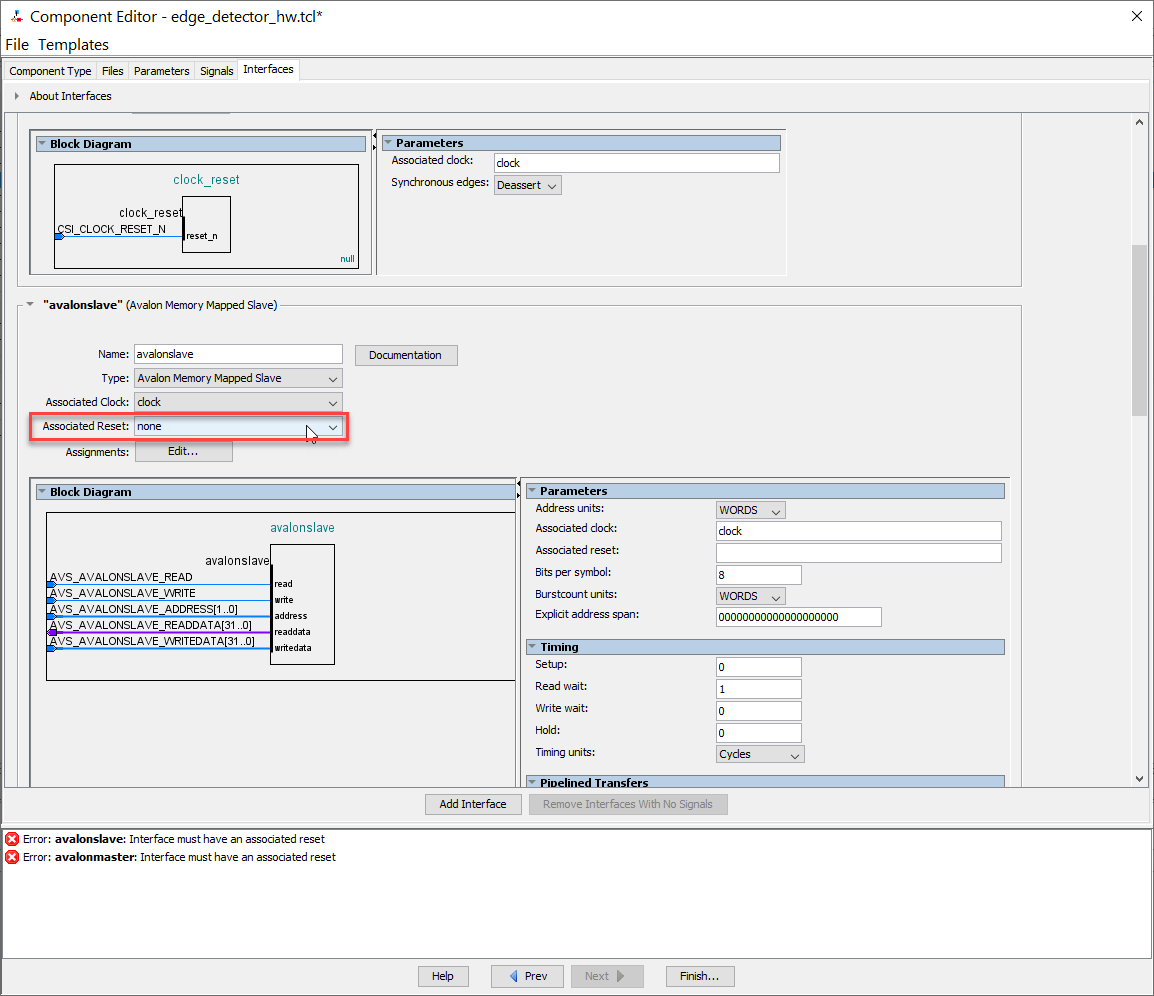 Component Editor - edge_detector_hw.tcl*
File Templates
Component Type Files Parameters Signals Interfaces
About Interfaces
Block Diagram
clock_reset
clock_reset
CSI_CLOCK_RESET_N
reset_n
null
Parameters
Associated clock: clock
Synchronous edges: Deassert
"avalonslave" (Avalon Memory Mapped Slave)
Name: avalonslave Documentation
Type: Avalon Memory Mapped Slave
Associated Clock: clock
Associated Reset: none
Assignments: Edit...
Block Diagram
avalonslave
avalonslave
AVS_AVALONSLAVE_READ
read
AVS_AVALONSLAVE_WRITE
write
AVS_AVALONSLAVE_ADDRESS[1..0]
address
AVS_AVALONSLAVE_READDATA[31..0]
readdata
AVS_AVALONSLAVE_WRITEDATA[31..0]
writedata
Parameters
Address units: WORDS
Associated clock: clock
Associated reset:
Bits per symbol: 8
Burstcount units: WORDS
Explicit address span: 00000000000000000000
Timing
Setup: 0
Read wait: 1
Write wait: 0
Hold: 0
Timing units: Cycles
Pipelined Transfers
Add Interface Remove Interfaces With No Signals
Error: avalonslave: Interface must have an associated reset
Error: avalonmaster: Interface must have an associated reset
Help Prev Next Finish...